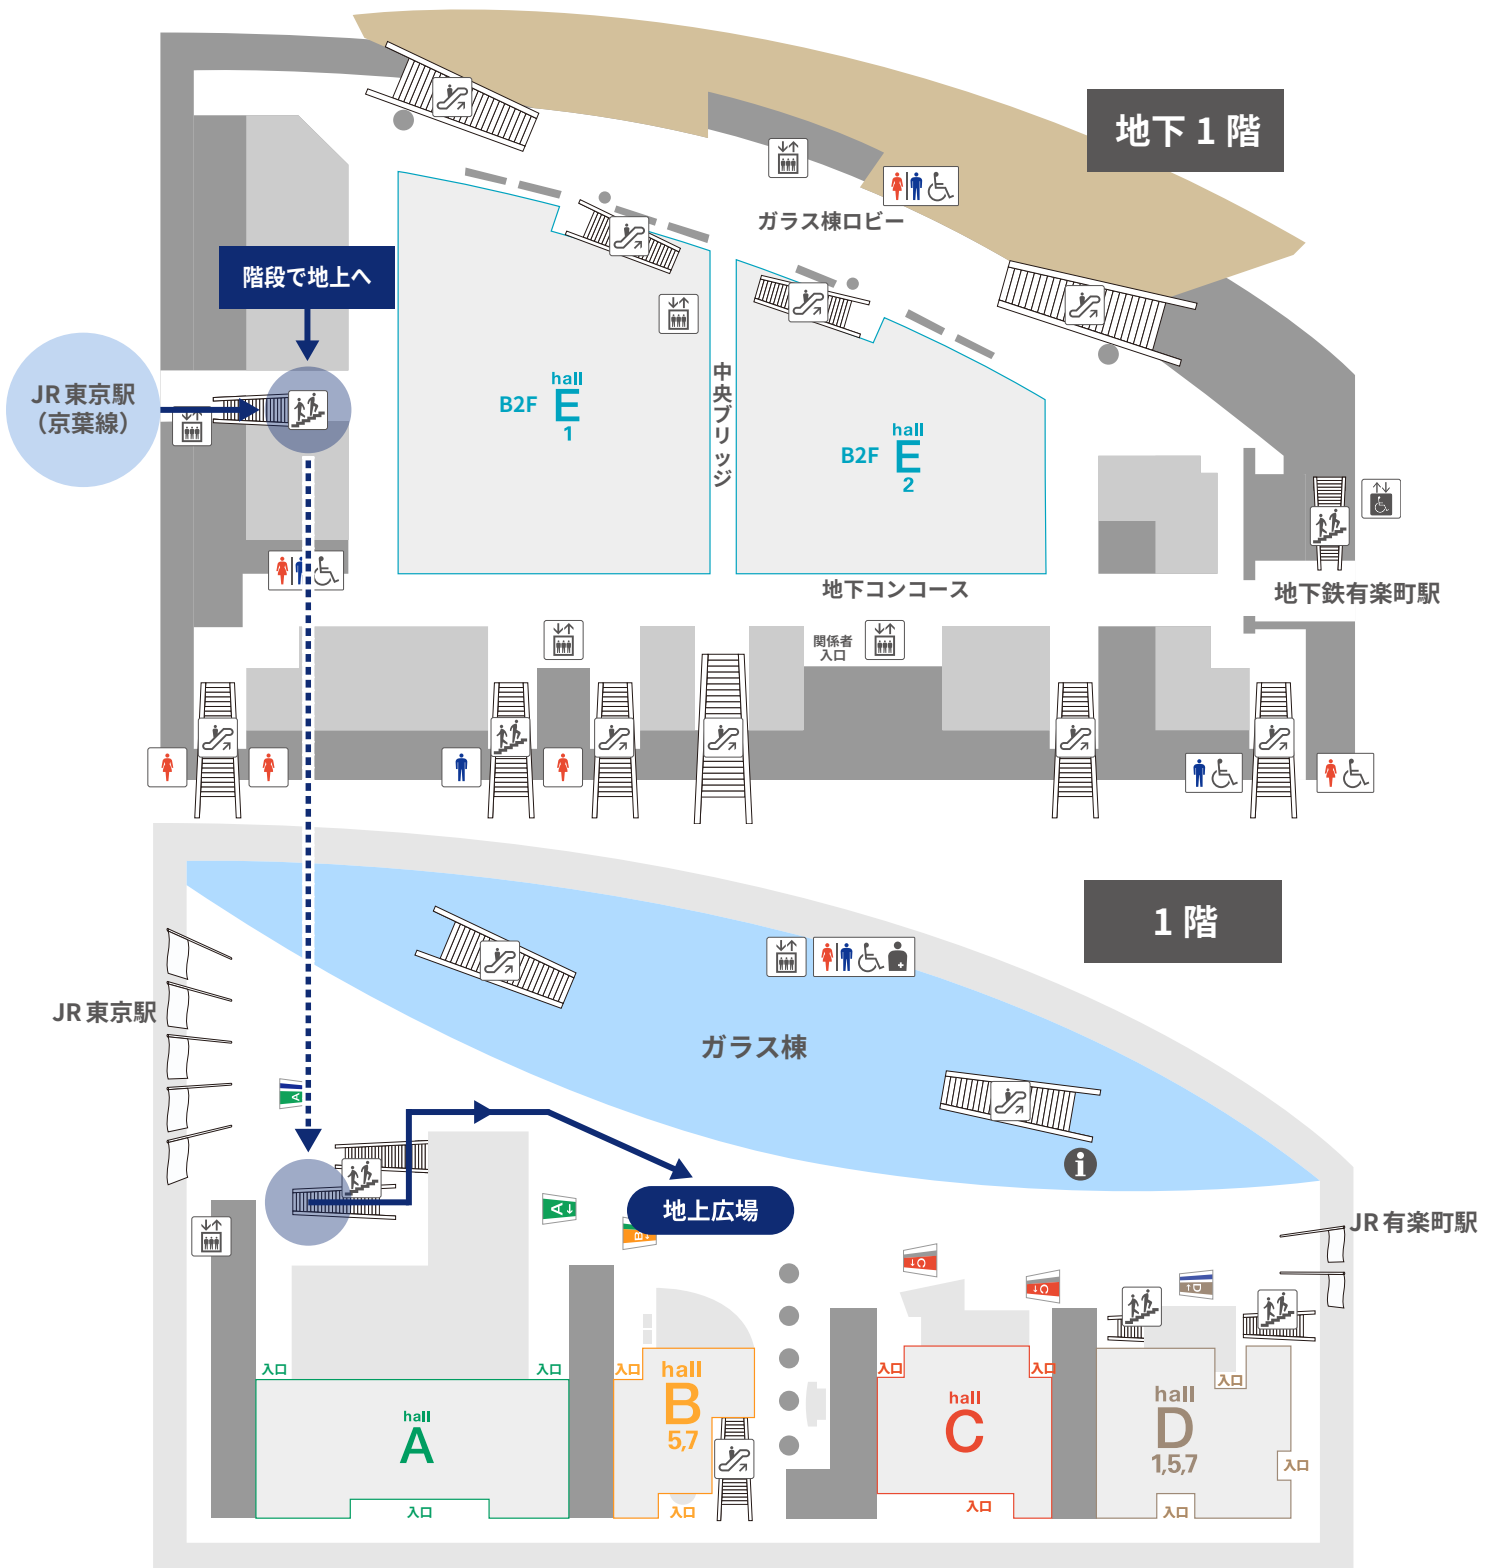 地下1階
ガラス棟ロビー
階段で地上へ
JR東京駅
（京葉線）
B2F
hall
E
1
中央ブリッジ
B2F
hall
E
2
地下コンコース
地下鉄有楽町駅
関係者
入口
1階
JR東京駅
ガラス棟
A
A
B
地上広場
C
C
D
JR有楽町駅
入口
入口
入口
入口
入口
入口
hall
A
hall
B
5,7
hall
C
hall
D
1,5,7
入口
入口
入口
入口
入口